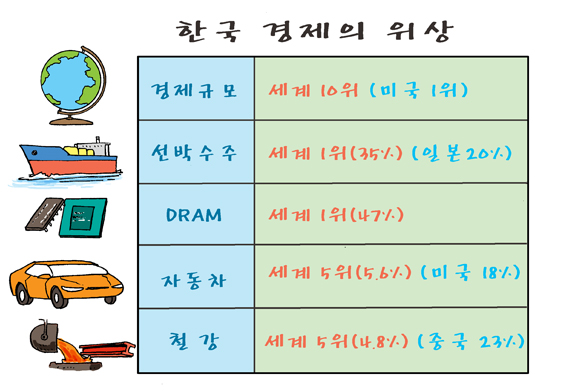 한국 경제의 위상
경제규모 세계 10위 (미국 1위)
선박수주 세계 1위(35%) (일본20%)
DRAM 세계 1위(47%)
자동차 세계 5위(5.6%) (미국 18%)
철강 세계 5위(4.8%) (중국 23%)